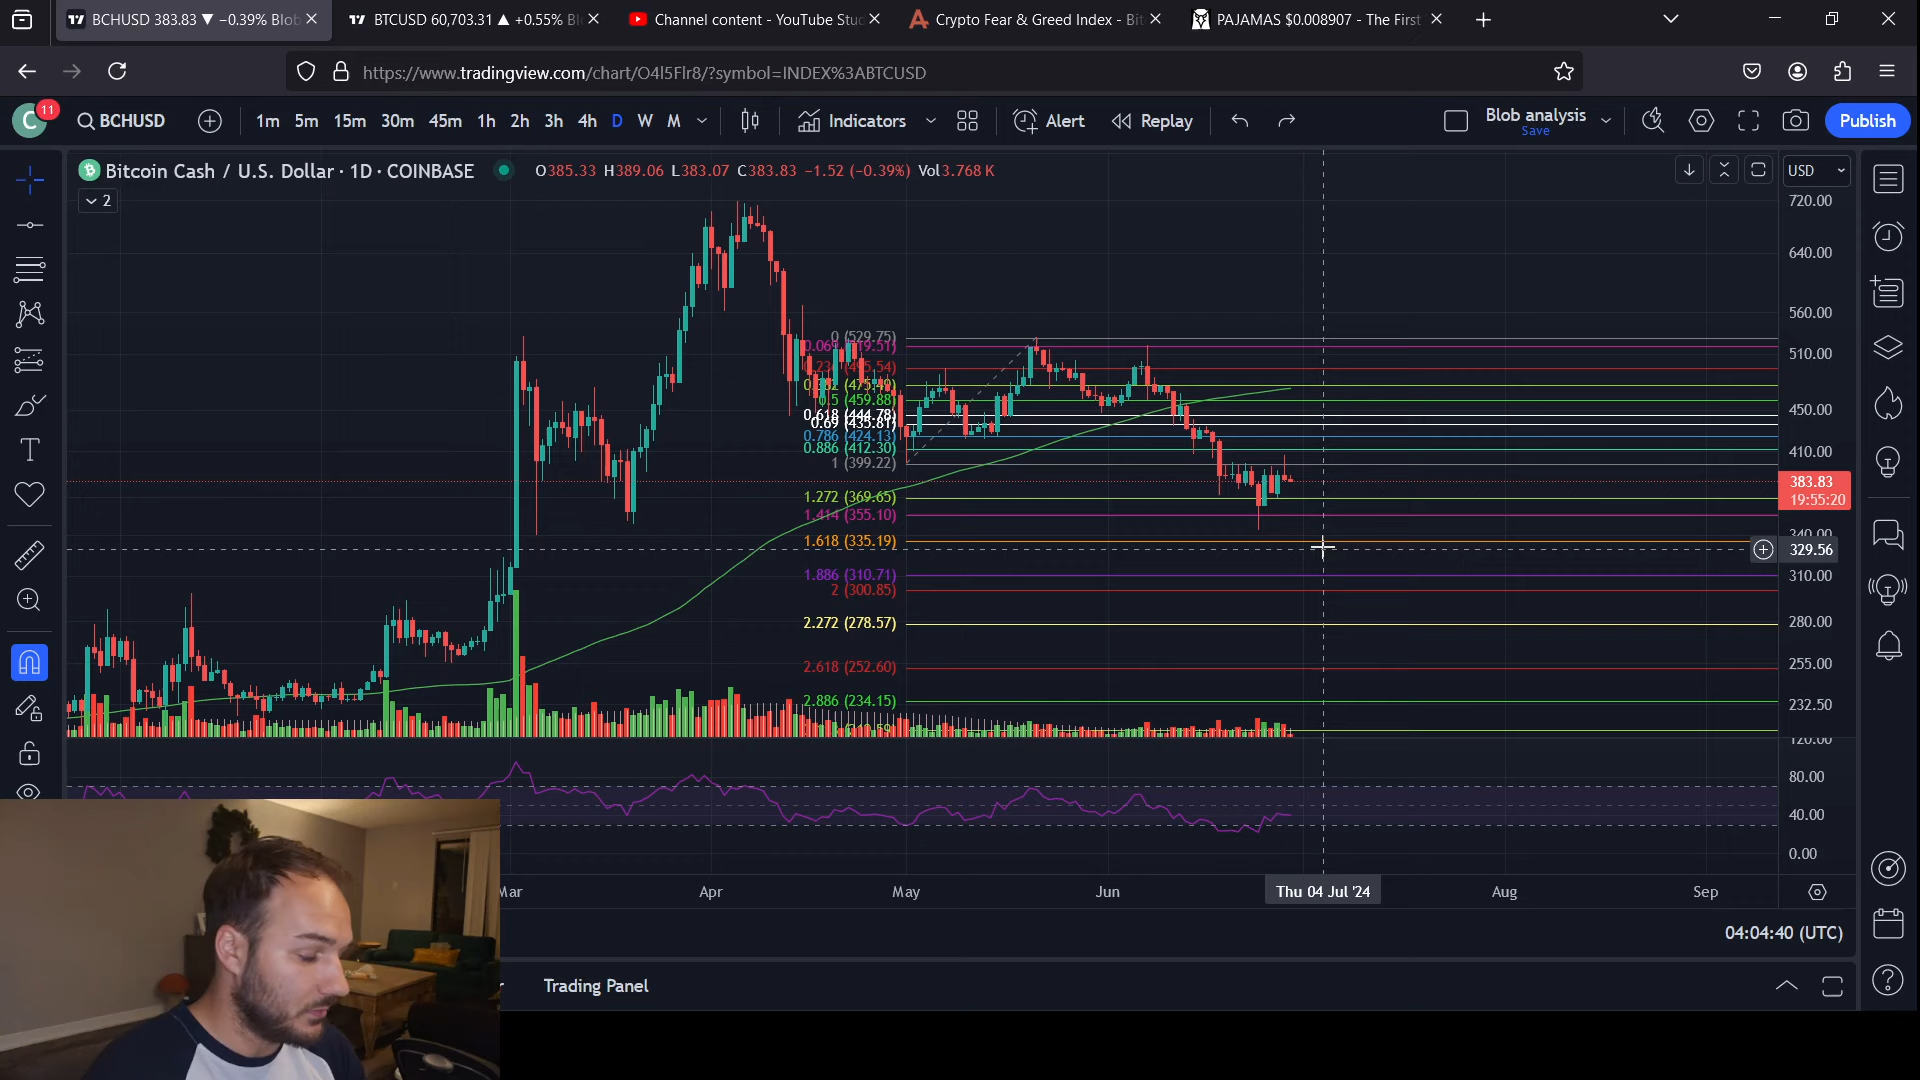 BCHUSD 383.83 ▼ −0.39% Blob
BTCUSD 60,703.31 ▲ +0.55% Bl
Channel content - YouTube Stud
Crypto Fear & Greed Index - Bit
PAJAMAS $0.008907 - The First
https://www.tradingview.com/chart/O4l5Flr8/?symbol=INDEX%3ABTCUSD
C
11
BCHUSD
1m 5m 15m 30m 45m 1h 2h 3h 4h D W M
Indicators
Alert
Replay
Blob analysis
Save
Publish
Bitcoin Cash / U.S. Dollar · 1D · COINBASE
O385.33 H389.06 L383.07 C383.83 −1.52 (−0.39%) Vol3.768 K
USD
2
720.00
640.00
560.00
510.00
450.00
410.00
383.83
19:55:20
340.00
329.56
310.00
280.00
255.00
232.50
120.00
80.00
40.00
0.00
0 (529.75)
0.5 (459.88)
0.618 (444.78)
0.69 (435.81)
0.786 (424.13)
0.886 (412.30)
1 (399.22)
1.272 (369.65)
1.414 (355.10)
1.618 (335.19)
1.886 (310.71)
2 (300.85)
2.272 (278.57)
2.618 (252.60)
2.886 (234.15)
Mar Apr May Jun Thu 04 Jul '24 Aug Sep
04:04:40 (UTC)
Trading Panel